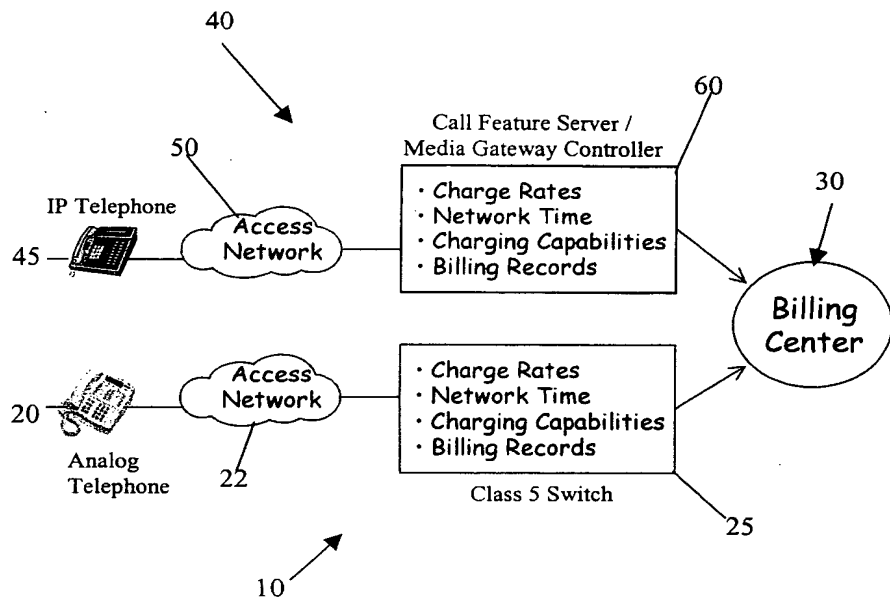 40
60
Call Feature Server /
Media Gateway Controller
50
30
IP Telephone
Access
Network
· Charge Rates
· Network Time
· Charging Capabilities
· Billing Records
45
Billing
Center
Access
Network
· Charge Rates
· Network Time
· Charging Capabilities
· Billing Records
20
Analog
Telephone
22
Class 5 Switch
25
10